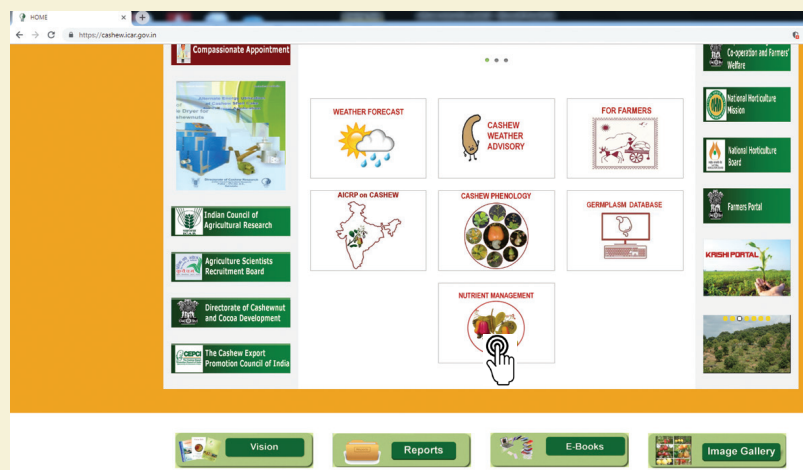 HOME
https://cashew.icar.gov.in
Compassionate Appointment
Indian Council of
Agricultural Research
Agriculture Scientists
Recruitment Board
Directorate of Cashewnut
and Cocoa Development
CEPCI
The Cashew Export
Promotion Council of India
WEATHER FORECAST
CASHEW
WEATHER
ADVISORY
FOR FARMERS
AICRP on CASHEW
CASHEW PHENOLOGY
GERMPLASM DATABASE
NUTRIENT MANAGEMENT
Co-operation and Farmers'
Welfare
National Horticulture
Mission
National Horticulture
Board
Farmers Portal
KRISHI PORTAL
Vision
Reports
E-Books
Image Gallery